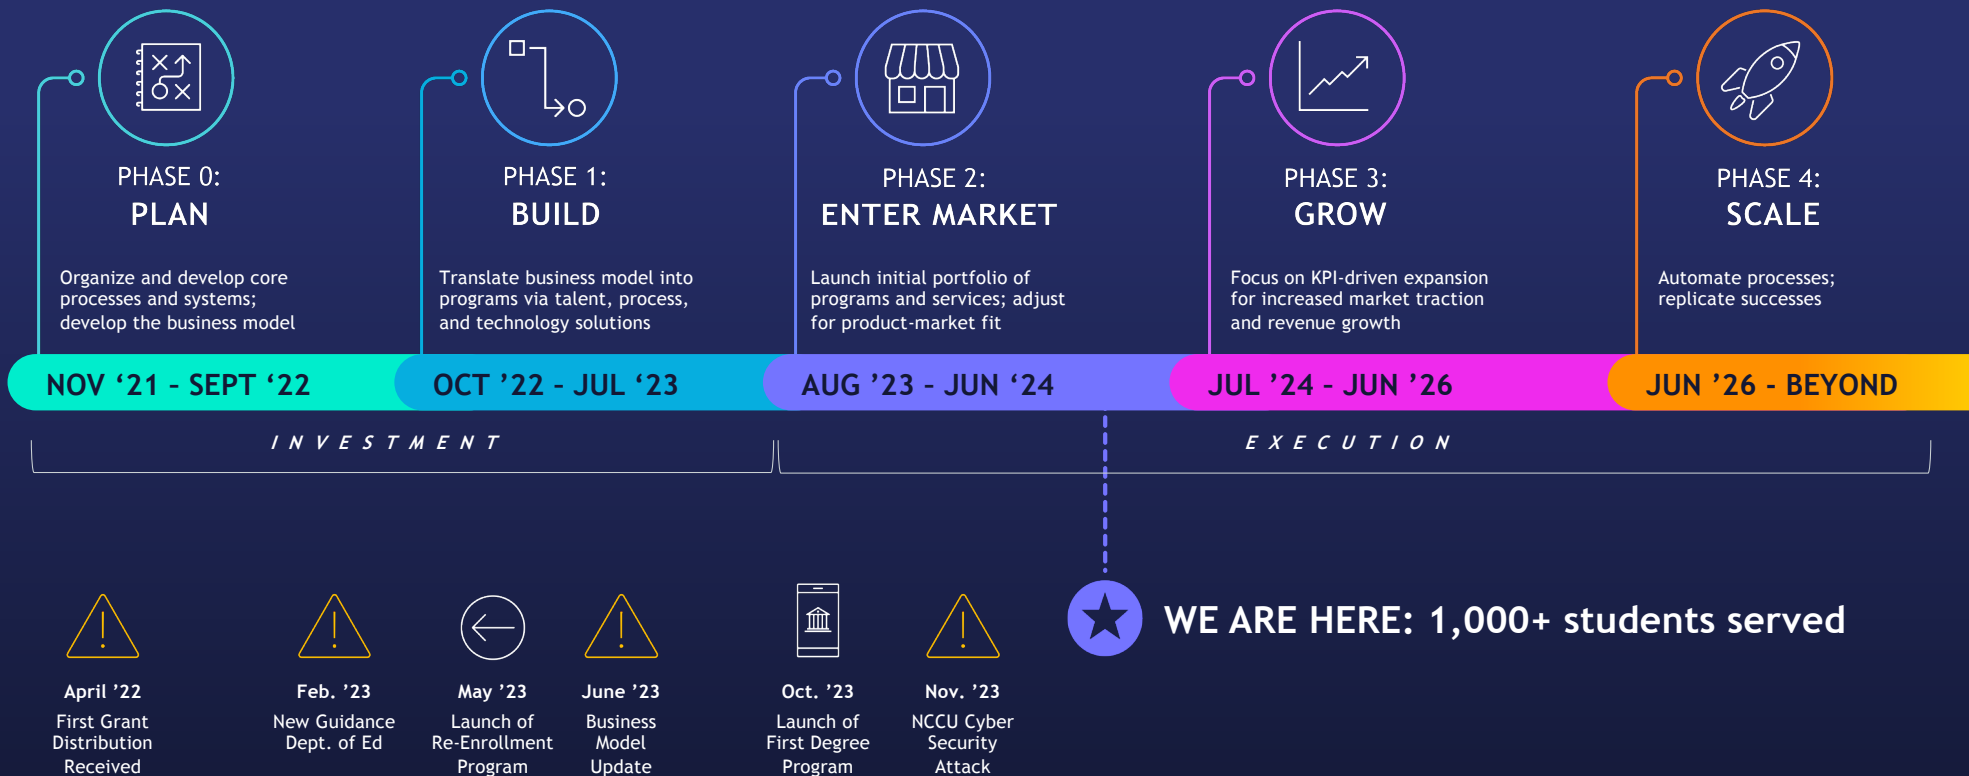 PHASE 0:
PLAN
Organize and develop core
processes and systems;
develop the business model
PHASE 1:
BUILD
Translate business model into
programs via talent, process,
and technology solutions
PHASE 2:
ENTER MARKET
Launch initial portfolio of
programs and services; adjust
for product-market fit
PHASE 3:
GROW
Focus on KPI-driven expansion
for increased market traction
and revenue growth
PHASE 4:
SCALE
Automate processes;
replicate successes
NOV ‘21 – SEPT ‘22
OCT ’22 – JUL ‘23
AUG ’23 – JUN ‘24
JUL ’24 – JUN ’26
JUN ’26 - BEYOND
INVESTMENT
EXECUTION
WE ARE HERE: 1,000+ students served
April ’22
First Grant
Distribution
Received
Feb. ’23
New Guidance
Dept. of Ed
May ’23
Launch of
Re-Enrollment
Program
June ’23
Business
Model
Update
Oct. ’23
Launch of
First Degree
Program
Nov. ’23
NCCU Cyber
Security
Attack